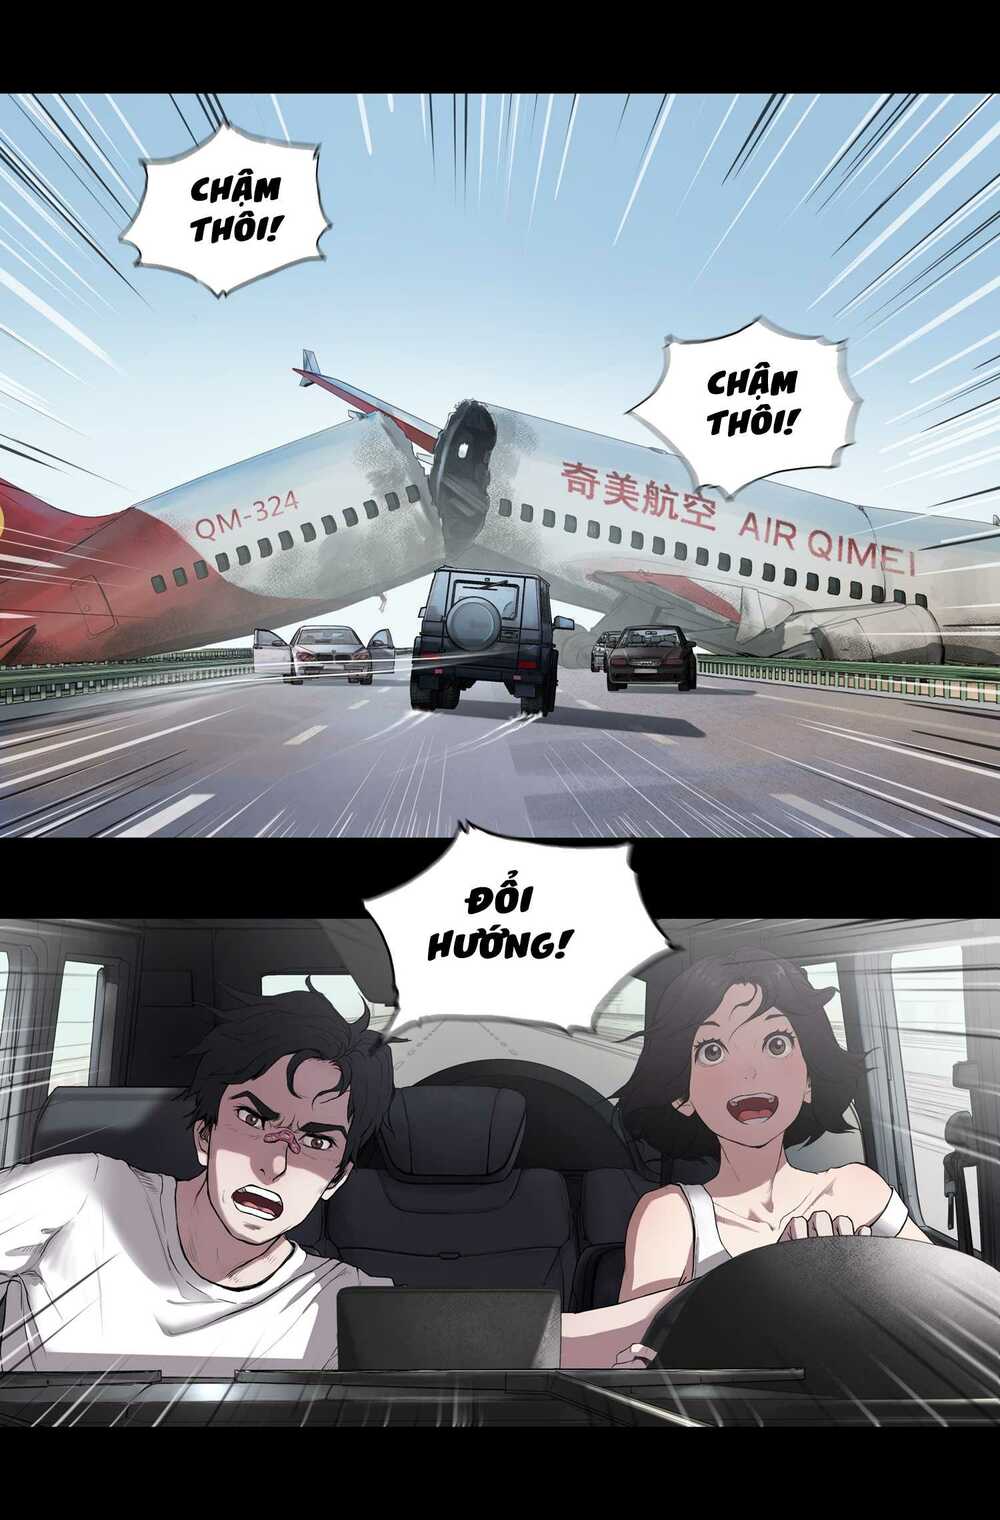 CHẬM
THÔI!
CHẬM
THÔI!
QM-324
奇美航空 AIR QIMEI
ĐỔI
HƯỚNG!